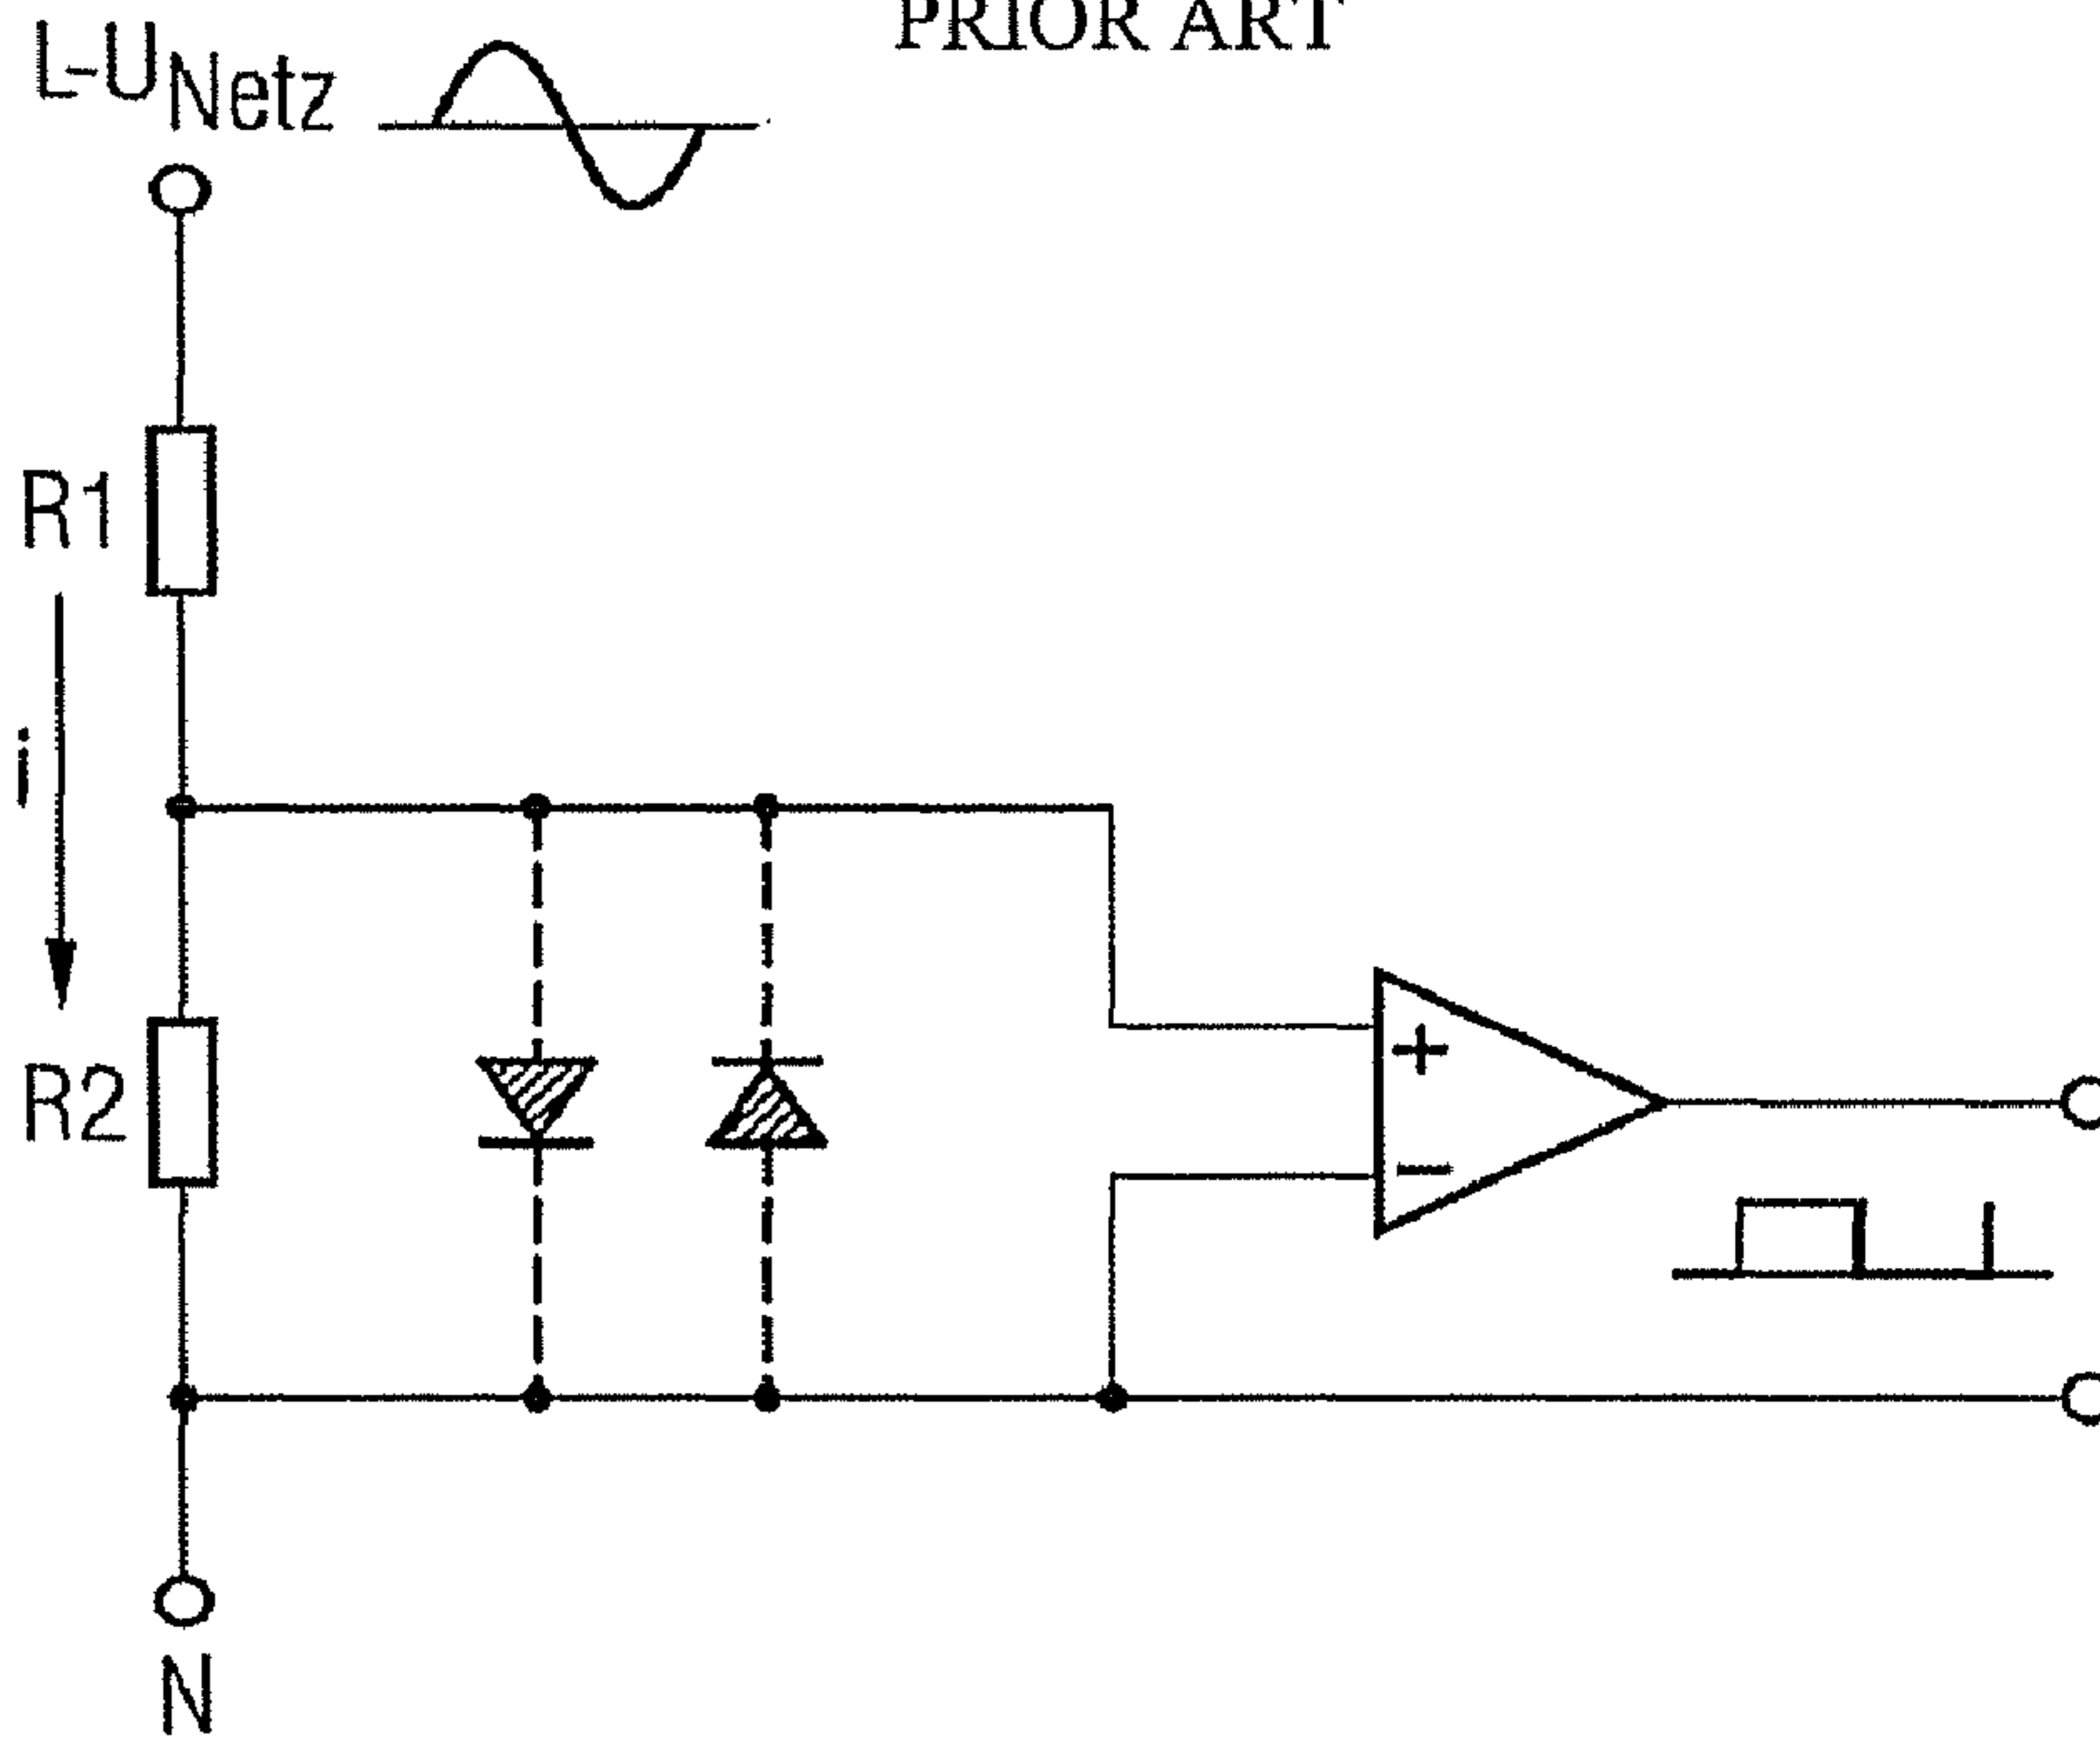 PRIOR ART
L-UNetz
R1
i
R2
+
−
N